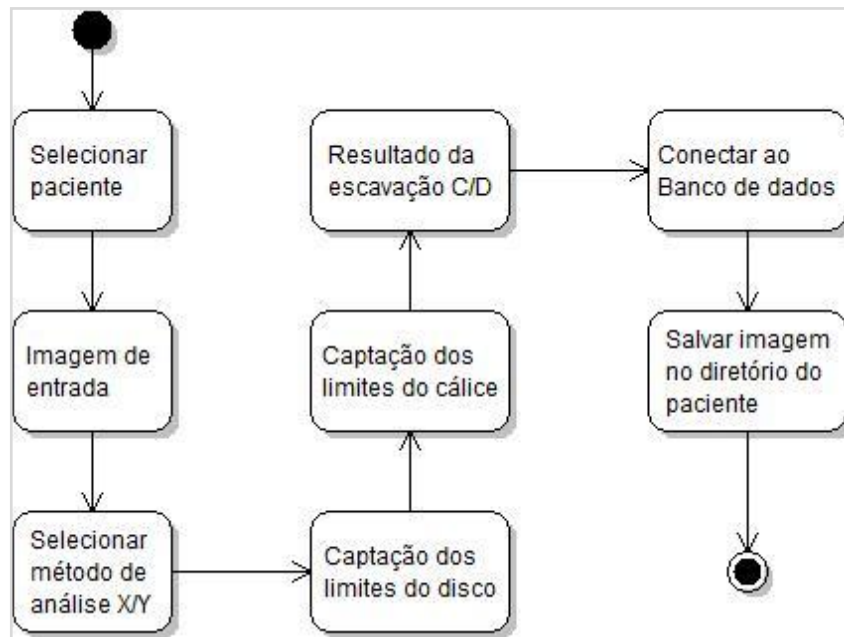 Selecionar
paciente
Imagem de
entrada
Selecionar
método de
análise X/Y
Captação dos
limites do disco
Captação dos
limites do cálice
Resultado da
escavação C/D
Conectar ao
Banco de dados
Salvar imagem
no diretório do
paciente